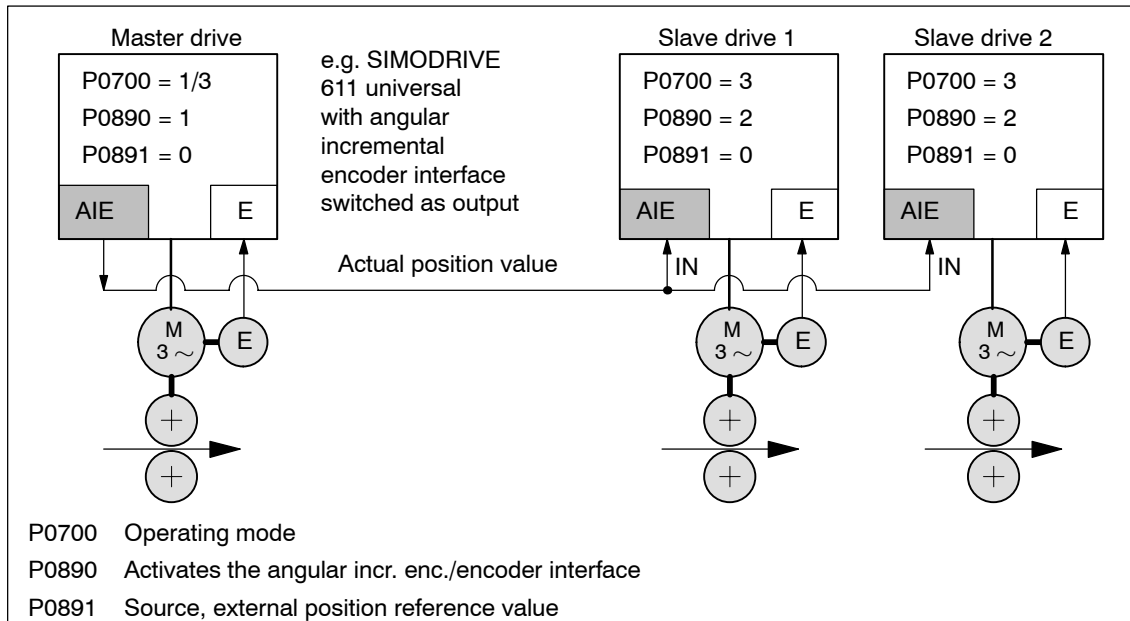 Master drive
P0700 = 1/3
P0890 = 1
P0891 = 0
AIE
E
e.g. SIMODRIVE
611 universal
with angular
incremental
encoder interface
switched as output
Slave drive 1
P0700 = 3
P0890 = 2
P0891 = 0
AIE
E
Slave drive 2
P0700 = 3
P0890 = 2
P0891 = 0
AIE
E
Actual position value
IN
IN
M
3 ~
E
M
3 ~
E
M
3 ~
E
+
+
+
+
+
+
P0700 Operating mode
P0890 Activates the angular incr. enc./encoder interface
P0891 Source, external position reference value